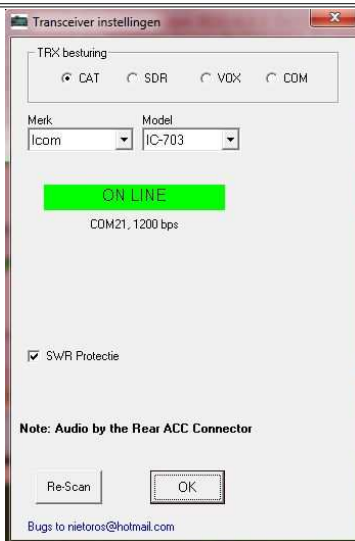 Transceiver instellingen
TRX besturing
CAT SDR VOX COM
Merk Model
Icom IC-703
ON LINE
COM21, 1200 bps
SWR Protectie
Note: Audio by the Rear ACC Connector
Re-Scan OK
Bugs to nietoros@hotmail.com